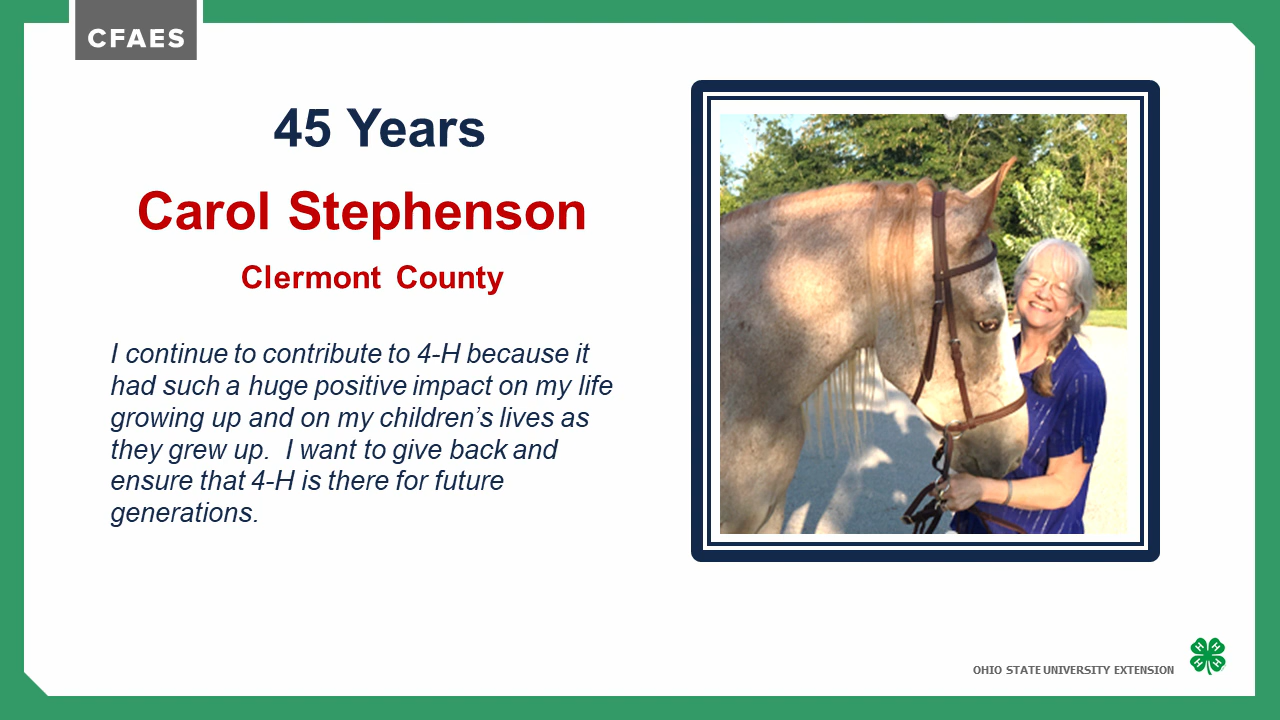 CFAES
45 Years
Carol Stephenson
Clermont County
I continue to contribute to 4-H because it
had such a huge positive impact on my life
growing up and on my children’s lives as
they grew up.  I want to give back and
ensure that 4-H is there for future
generations.
OHIO STATE UNIVERSITY EXTENSION
H H H H